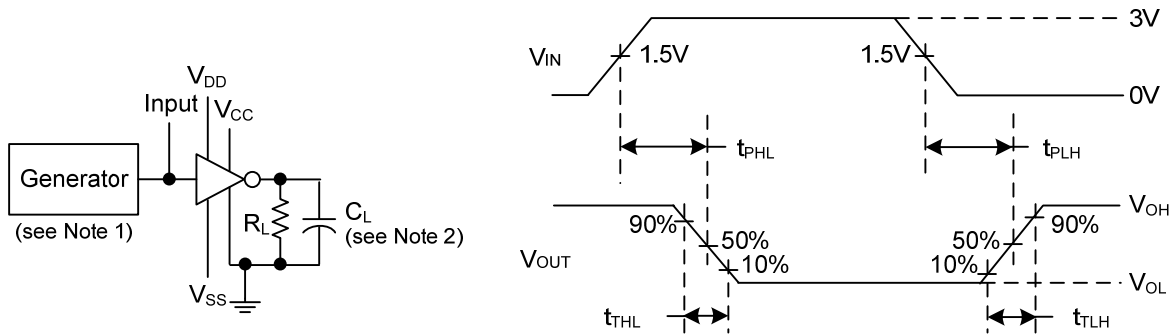 VDD
Input
VCC
Generator
(see Note 1)
RL
CL
(see Note 2)
VSS
3V
VIN
1.5V
1.5V
0V
tPHL
tPLH
VOH
90%
90%
50%
50%
VOUT
10%
10%
VOL
tTHL
tTLH